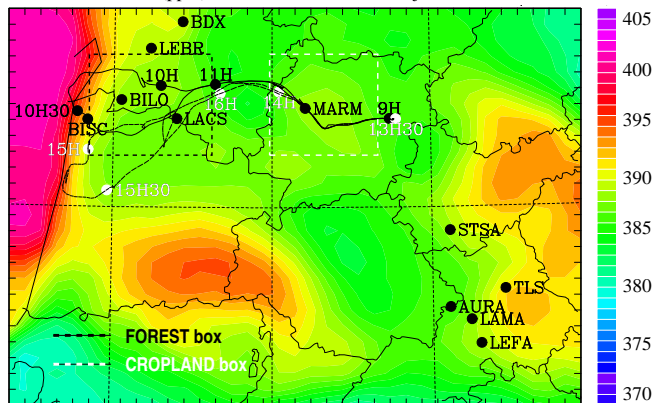 BDX
405
LEBR
400
10H
11H
16H
14H
395
BILO
10H30
BISC
LACS
MARM
9H
13H30
15H
390
15H30
STSA
385
380
TLS
AURA
LAMA
LEFA
375
FOREST box
CROPLAND box
370